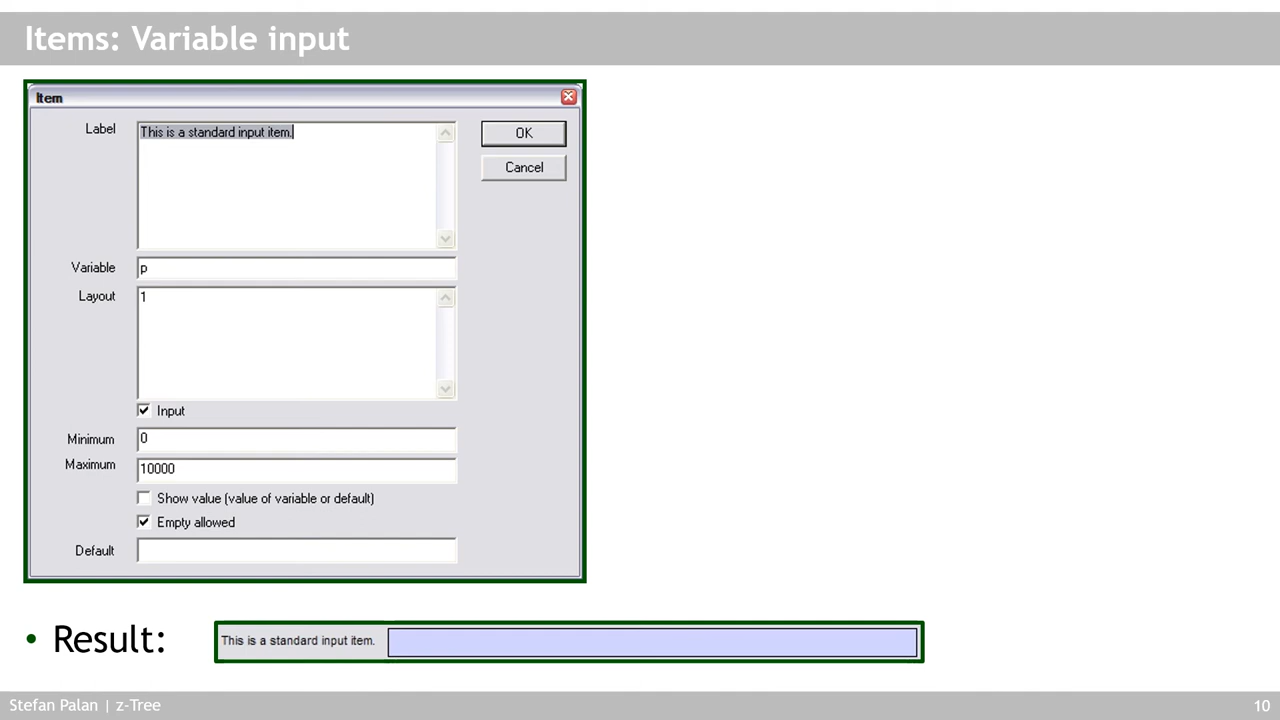 Items: Variable input
Item
Label
This is a standard input item.
OK
Cancel
Variable
p
Layout
1
Input
Minimum
0
Maximum
10000
Show value (value of variable or default)
Empty allowed
Default
• Result:
This is a standard input item.
Stefan Palan | z-Tree
10